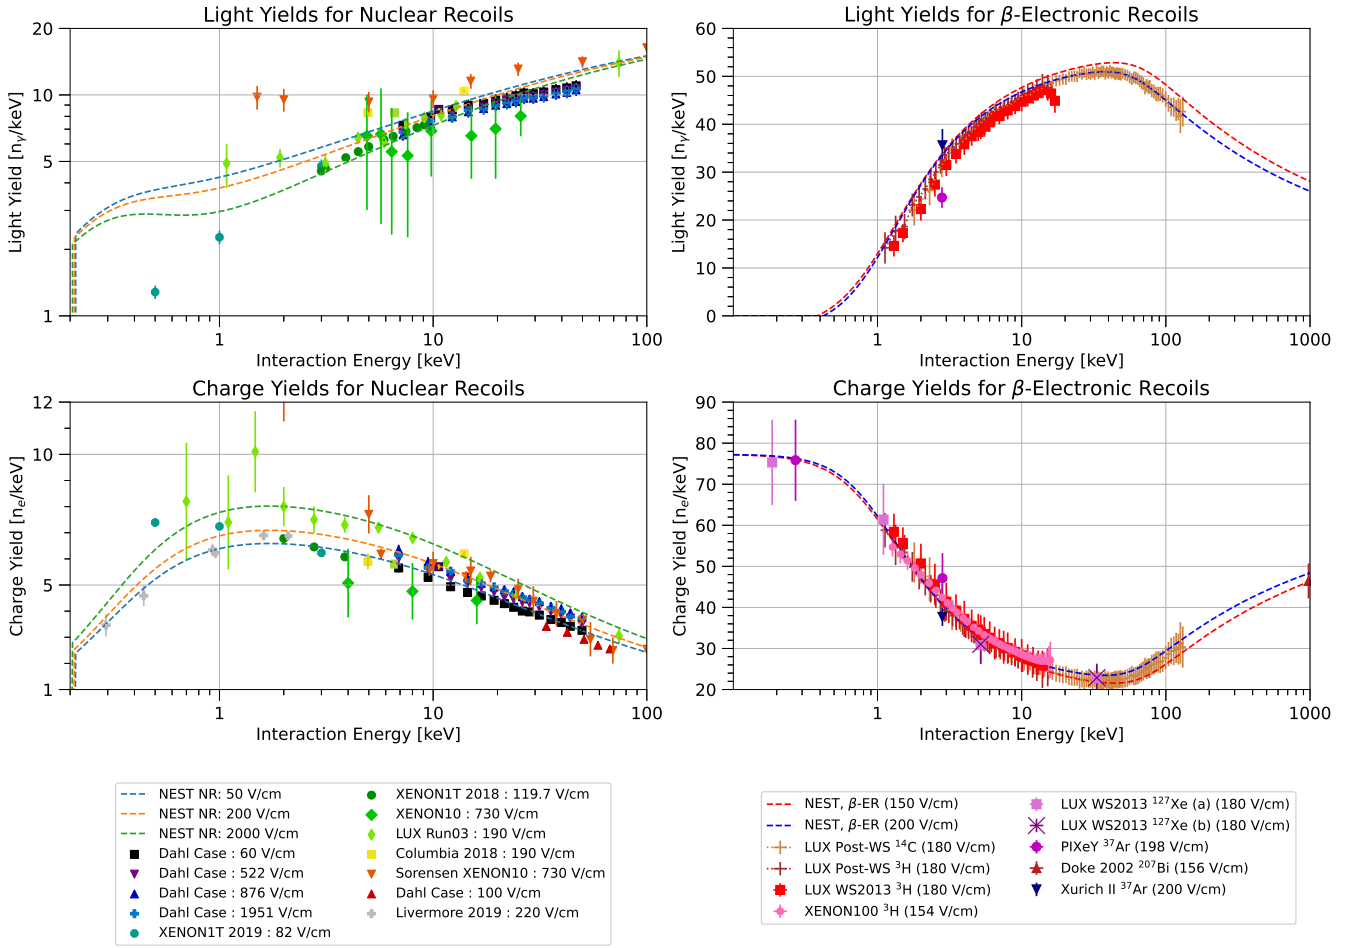 Light Yields for Nuclear Recoils
Light Yield [nγ/keV]
20
10
5
1
1
10
100
Interaction Energy [keV]
Light Yields for β-Electronic Recoils
Light Yield [nγ/keV]
60
50
40
30
20
10
0
1
10
100
1000
Interaction Energy [keV]
Charge Yields for Nuclear Recoils
Charge Yield [ne/keV]
12
10
5
1
1
10
100
Interaction Energy [keV]
Charge Yields for β-Electronic Recoils
Charge Yield [ne/keV]
90
80
70
60
50
40
30
20
1
10
100
1000
Interaction Energy [keV]
NEST NR: 50 V/cm
NEST NR: 200 V/cm
NEST NR: 2000 V/cm
Dahl Case : 60 V/cm
Dahl Case : 522 V/cm
Dahl Case : 876 V/cm
Dahl Case : 1951 V/cm
XENON1T 2019 : 82 V/cm
XENON1T 2018 : 119.7 V/cm
XENON10 : 730 V/cm
LUX Run03 : 190 V/cm
Columbia 2018 : 190 V/cm
Sorensen XENON10 : 730 V/cm
Dahl Case : 100 V/cm
Livermore 2019 : 220 V/cm
NEST, β-ER (150 V/cm)
NEST, β-ER (200 V/cm)
LUX Post-WS ¹⁴C (180 V/cm)
LUX Post-WS ³H (180 V/cm)
LUX WS2013 ³H (180 V/cm)
XENON100 ³H (154 V/cm)
LUX WS2013 ¹²⁷Xe (a) (180 V/cm)
LUX WS2013 ¹²⁷Xe (b) (180 V/cm)
PIXeY ³⁷Ar (198 V/cm)
Doke 2002 ²⁰⁷Bi (156 V/cm)
Xurich II ³⁷Ar (200 V/cm)